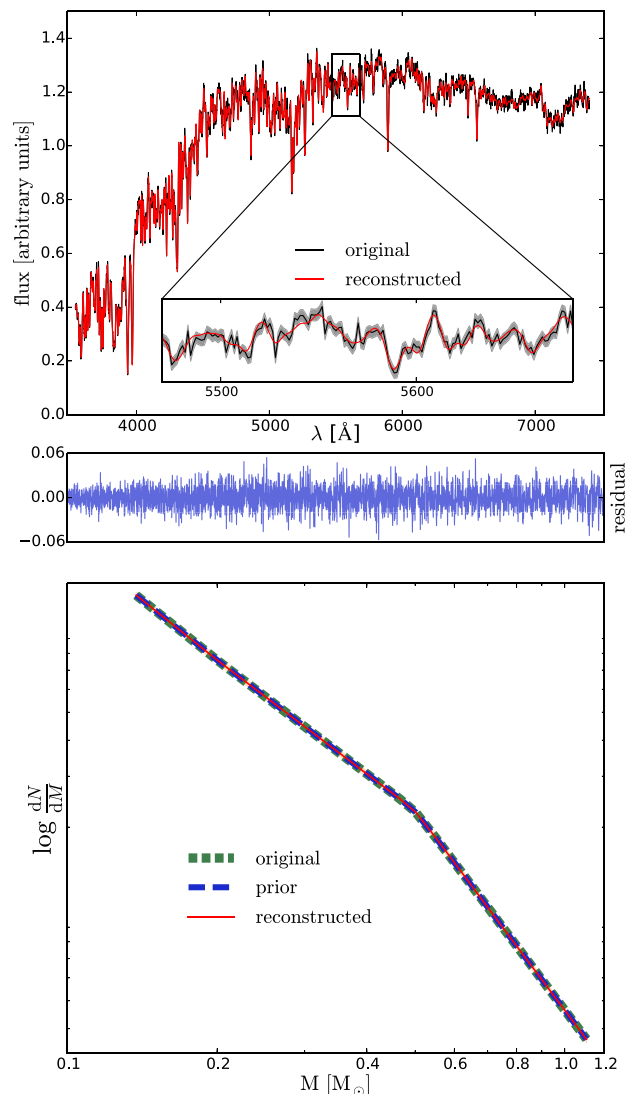 1.4
1.2
1.0
0.8
0.6
0.4
0.2
0.0
flux [arbitrary units]
original
reconstructed
5500 5600
4000 5000 6000 7000
λ [Å]
0.06
0.00
−0.06
residual
log dN/dM
original
prior
reconstructed
0.1 0.2 0.4 0.6 0.8 1.0 1.2
M [M⊙]